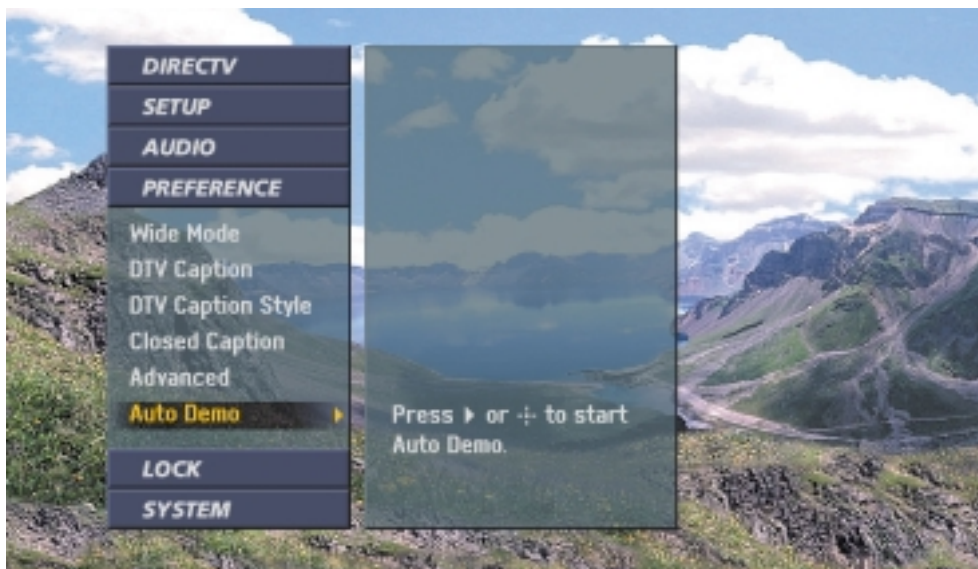 DIRECTV
SETUP
AUDIO
PREFERENCE
Wide Mode
DTV Caption
DTV Caption Style
Closed Caption
Advanced
Auto Demo
LOCK
SYSTEM
Press ▶ or ⊹ to start
Auto Demo.